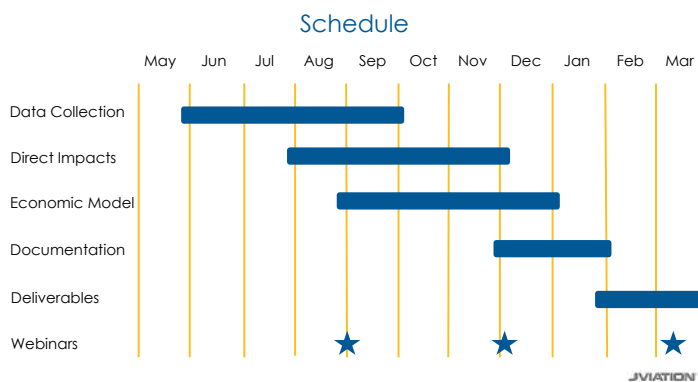 Schedule
May Jun Jul Aug Sep Oct Nov Dec Jan Feb Mar
Data Collection
Direct Impacts
Economic Model
Documentation
Deliverables
Webinars
JVIATION